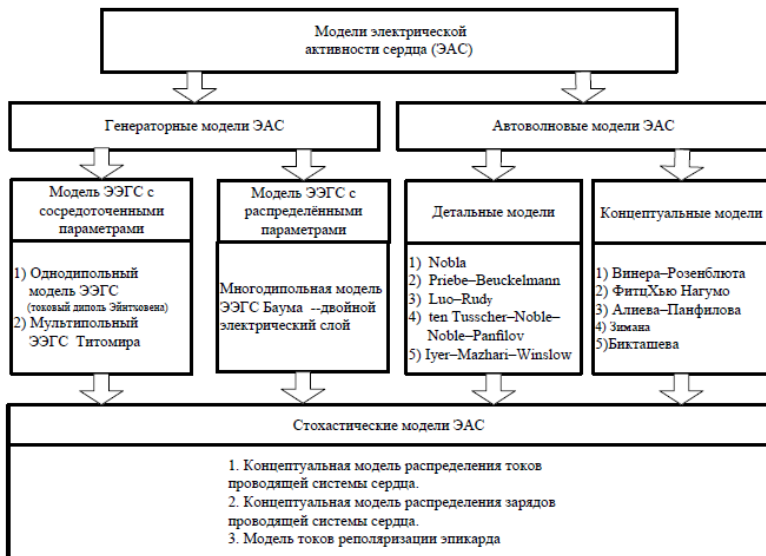 Модели электрической
активности сердца (ЭАС)
Генераторные модели ЭАС
Автоволновые модели ЭАС
Модель ЭЭГС с
сосредоточенными
параметрами
1) Однодипольный
модель ЭЭГС
(токовый диполь Эйнтховена)
2) Мультипольный
ЭЭГС Титомира
Модель ЭЭГС с
распределёнными
параметрами
Многодипольная модель
ЭЭГС Баума --двойной
электрический слой
Детальные модели
1) Nobla
2) Priebe–Beuckelmann
3) Luo–Rudy
4) ten Tusscher–Noble–
Noble–Panfilov
5) Iyer–Mazhari–Winslow
Концептуальные модели
1) Винера–Розенблюта
2) ФитцХью Нагумо
3) Алиева–Панфилова
4) Зимана
5)Бикташева
Стохастические модели ЭАС
1. Концептуальная модель распределения токов
проводящей системы сердца.
2. Концептуальная модель распределения зарядов
проводящей системы сердца.
3. Модель токов реполяризации эпикарда